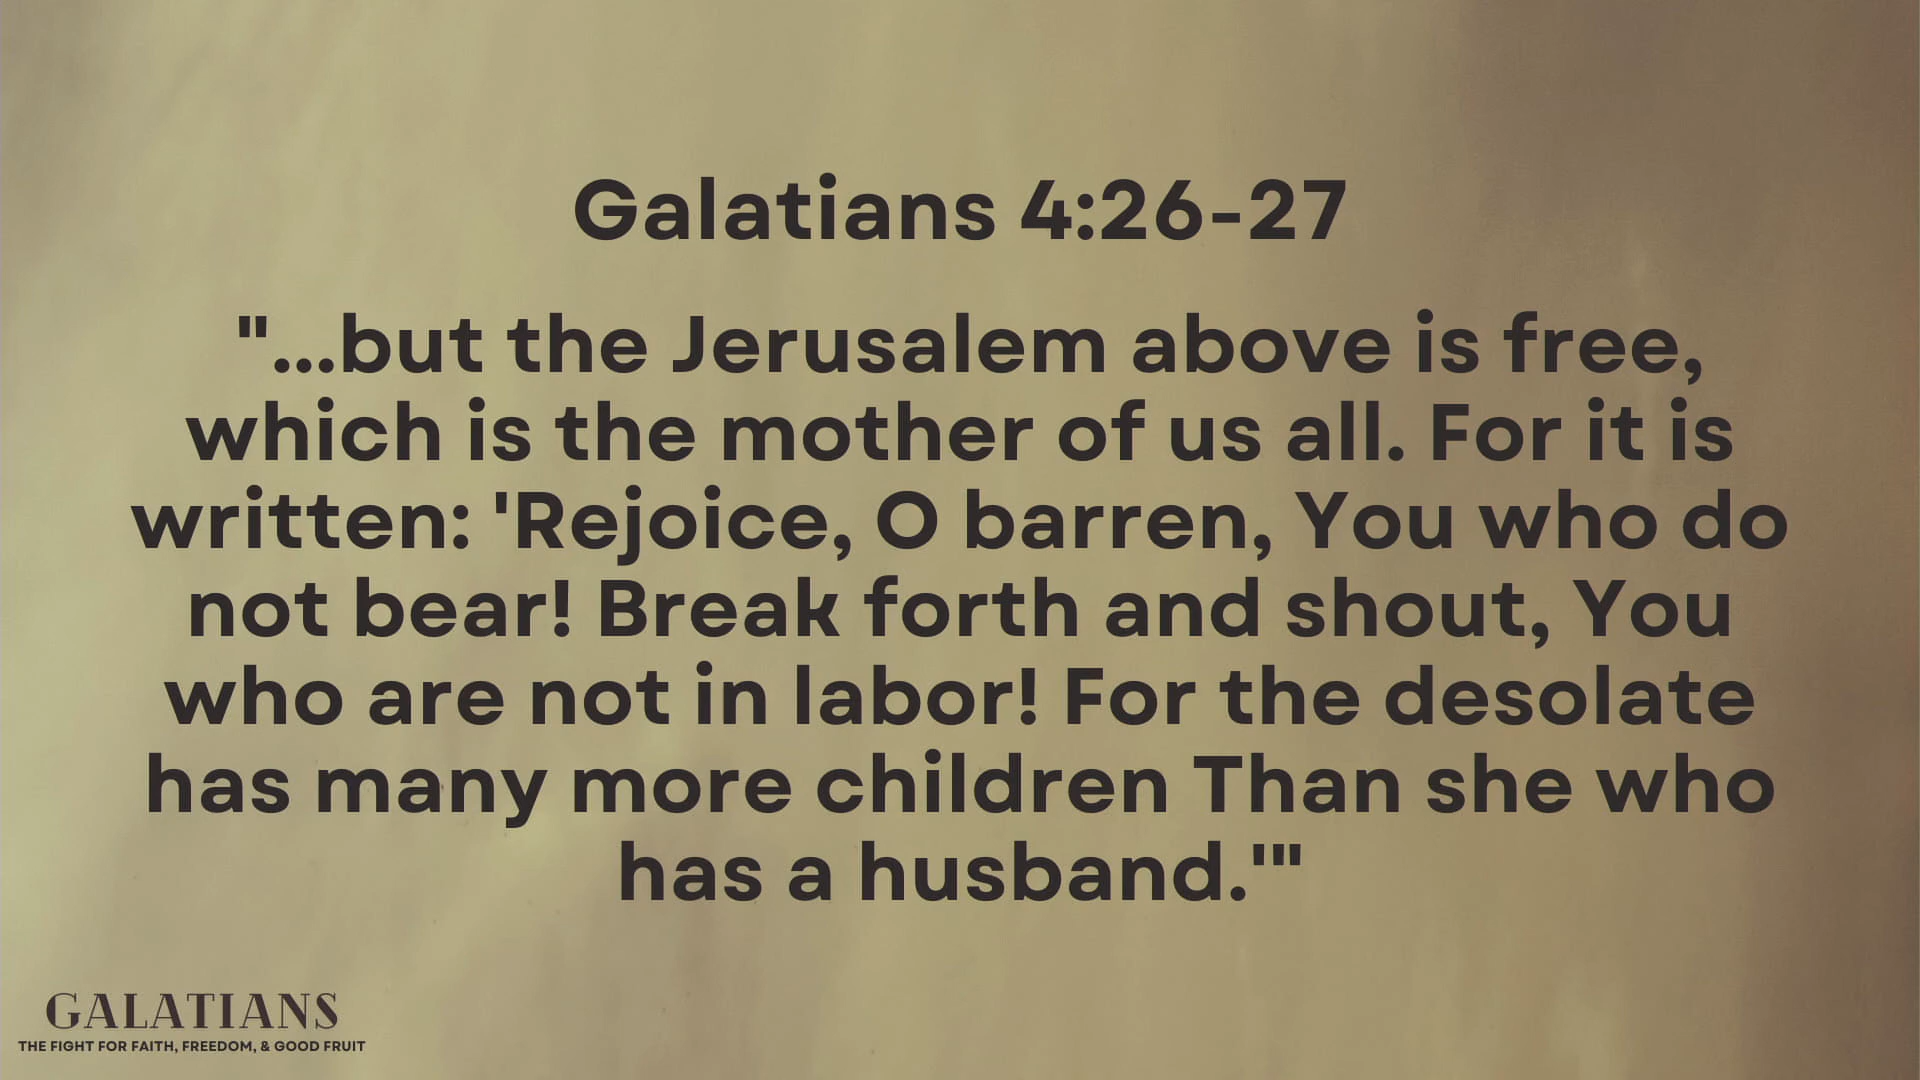 Galatians 4:26-27
"...but the Jerusalem above is free,
which is the mother of us all. For it is
written: 'Rejoice, O barren, You who do
not bear! Break forth and shout, You
who are not in labor! For the desolate
has many more children Than she who
has a husband.'"
GALATIANS
THE FIGHT FOR FAITH, FREEDOM, & GOOD FRUIT